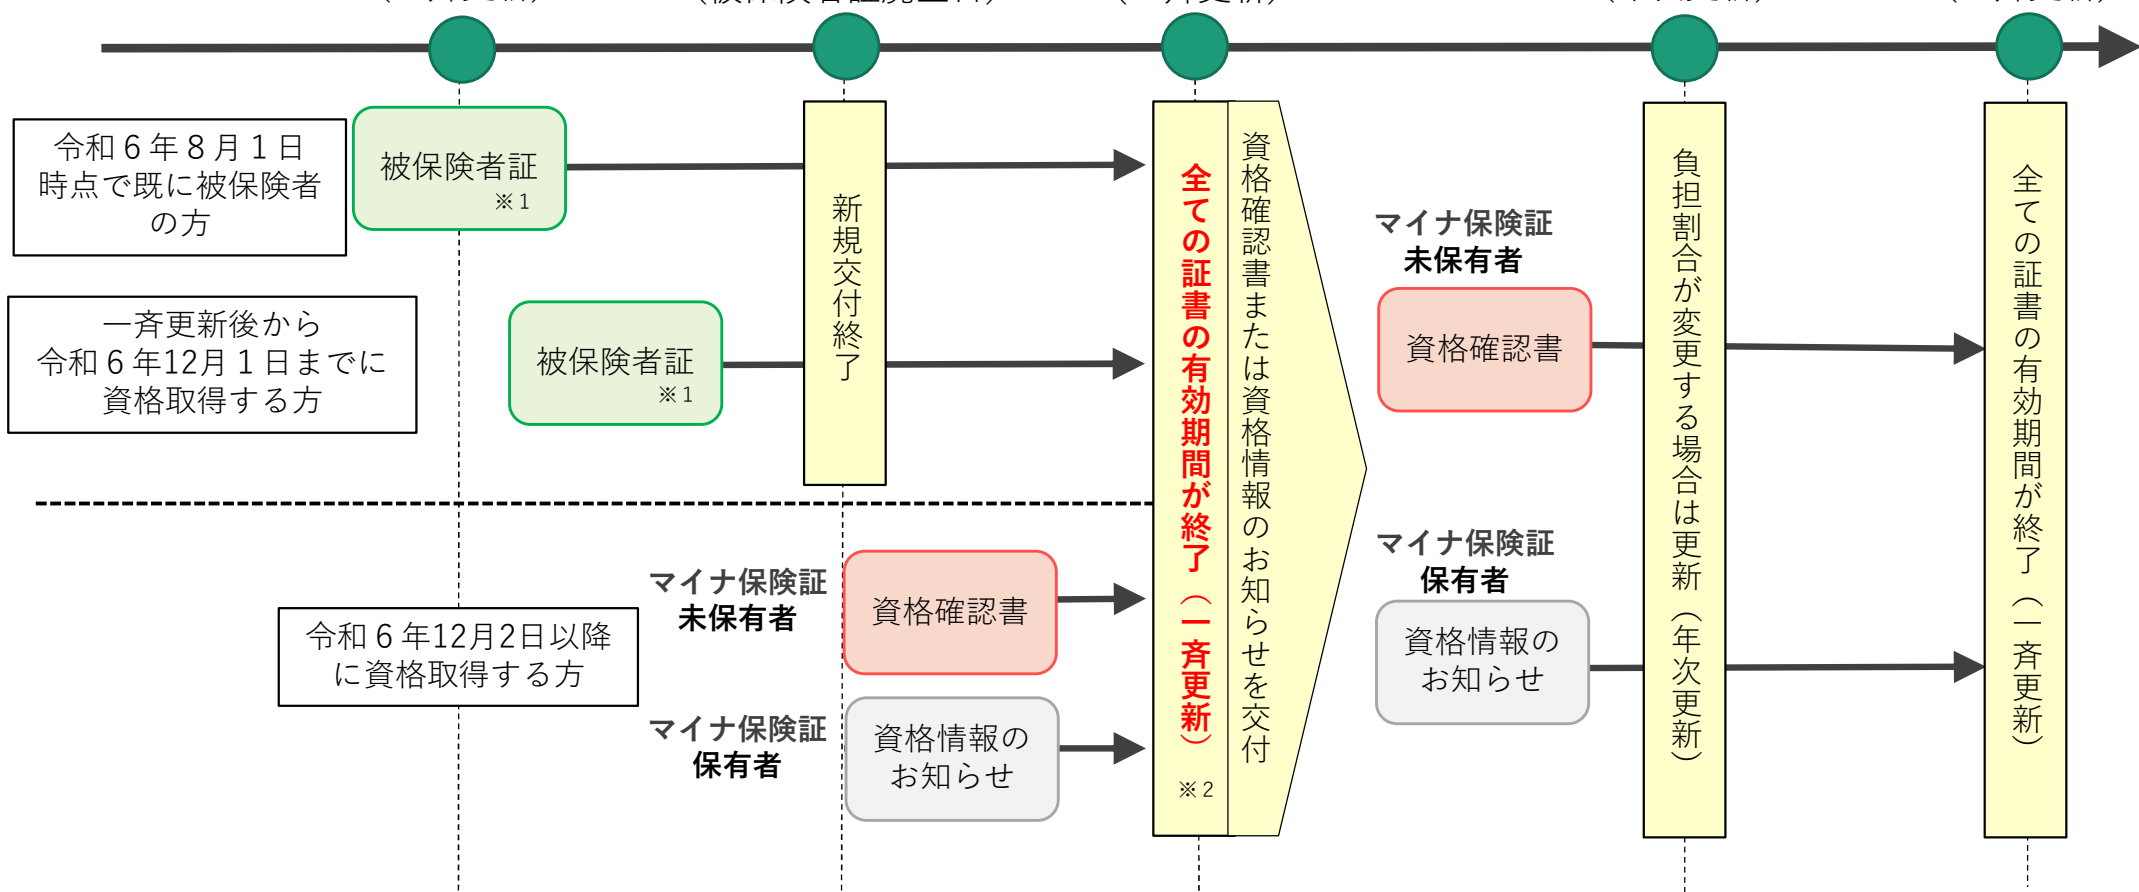 (被保険者証廃止日)
令和６年８月１日
時点で既に被保険者
の方
被保険者証
※１
一斉更新後から
令和６年12月１日までに
資格取得する方
被保険者証
※１
新規交付終了
令和６年12月2日以降
に資格取得する方
マイナ保険証
未保有者
資格確認書
マイナ保険証
保有者
資格情報の
お知らせ
全ての証書の有効期間が終了（一斉更新）
※２
資格確認書または資格情報のお知らせを交付
マイナ保険証
未保有者
資格確認書
マイナ保険証
保有者
資格情報の
お知らせ
負担割合が変更する場合は更新（年次更新）
全ての証書の有効期間が終了（一斉更新）